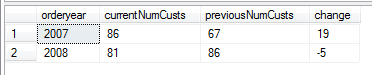 orderyear currentNumCusts previousNumCusts change
1 2007 86 67 19
2 2008 81 86 -5